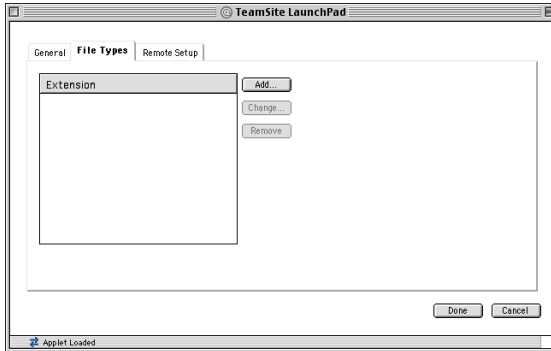 TeamSite LaunchPad
General File Types Remote Setup
Extension
Add...
Change...
Remove
Done Cancel
Applet Loaded